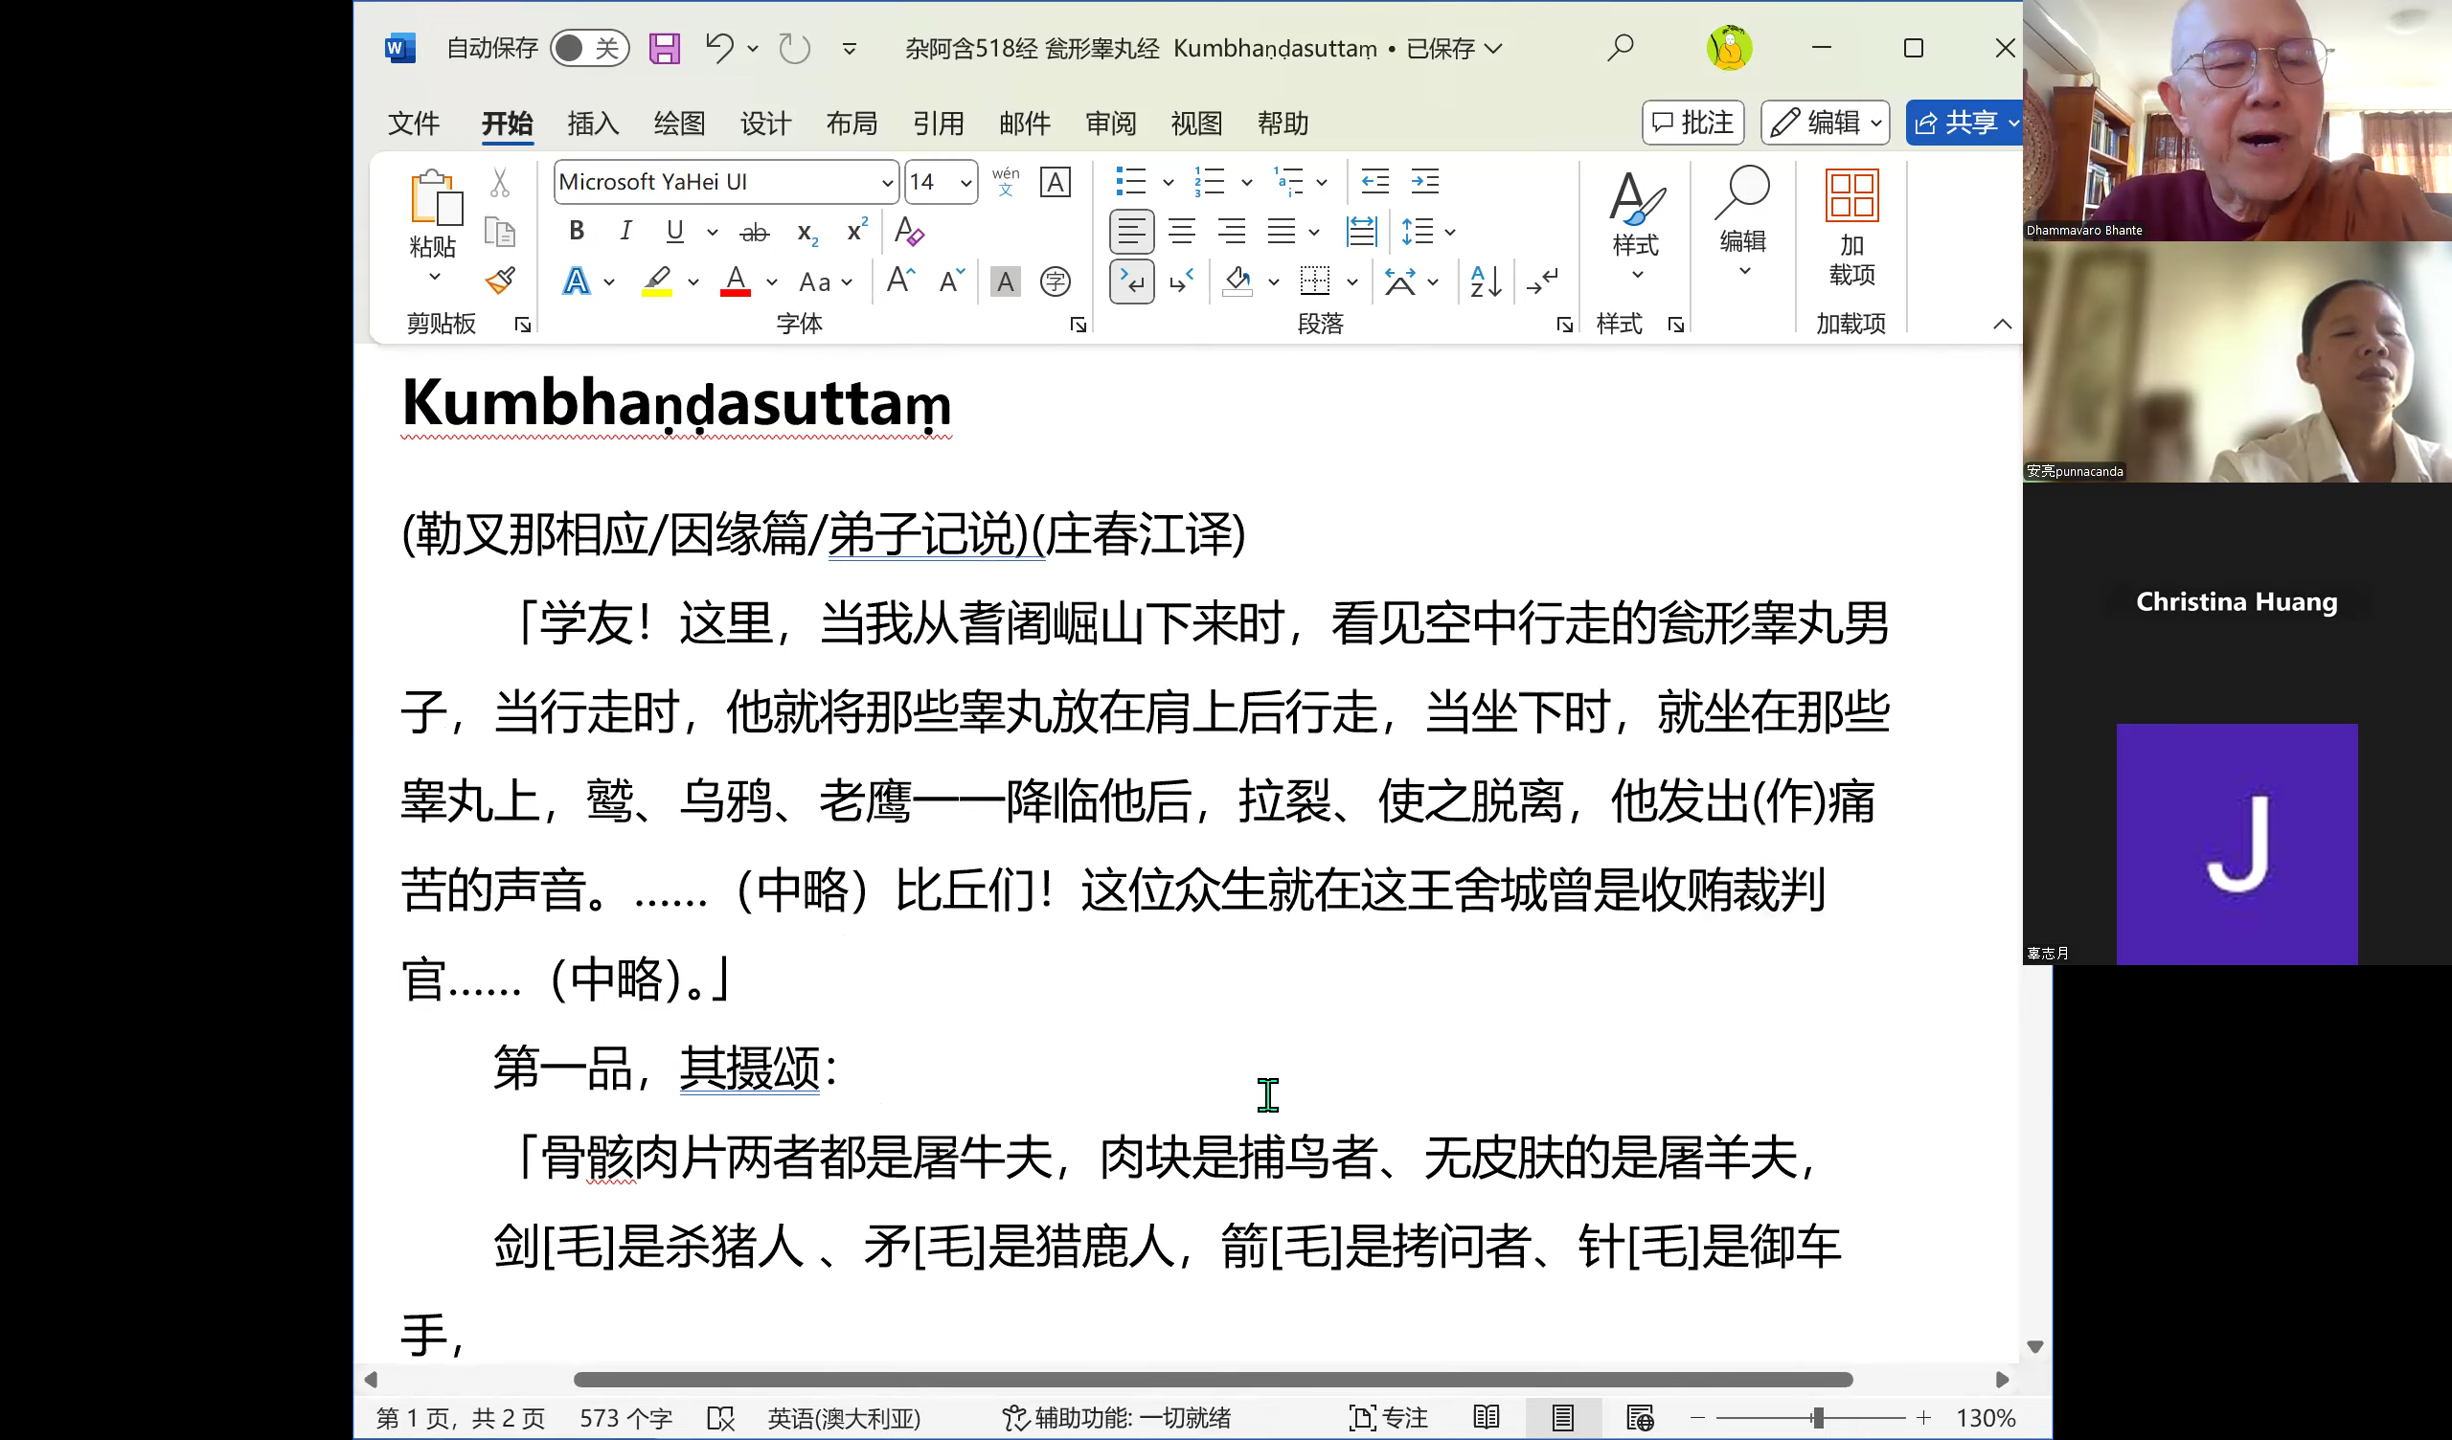 自动保存 关 杂阿含518经 瓮形睾丸经 Kumbhaṇḍasuttaṃ • 已保存
文件 开始 插入 绘图 设计 布局 引用 邮件 审阅 视图 帮助 批注 编辑 共享
粘贴
剪贴板
Microsoft YaHei UI 14 wén 文 A
B I U ab x₂ x² A
A A Aa A A A 字
字体
段落
样式
样式
编辑
加载项
加载项
Kumbhaṇḍasuttaṃ
(勒叉那相应/因缘篇/弟子记说)(庄春江译)
「学友！这里，当我从耆阇崛山下来时，看见空中行走的瓮形睾丸男
子，当行走时，他就将那些睾丸放在肩上后行走，当坐下时，就坐在那些
睾丸上，鹫、乌鸦、老鹰一一降临他后，拉裂、使之脱离，他发出(作)痛
苦的声音。……（中略）比丘们！这位众生就在这王舍城曾是收贿裁判
官……（中略）。」
第一品，其摄颂：
「骨骸肉片两者都是屠牛夫，肉块是捕鸟者、无皮肤的是屠羊夫，
剑[毛]是杀猪人 、矛[毛]是猎鹿人，箭[毛]是拷问者、针[毛]是御车
手，
第 1 页，共 2 页 573 个字 英语(澳大利亚) 辅助功能: 一切就绪 专注 130%
Dhammavaro Bhante
安亮punnacanda
Christina Huang
J
辜志月